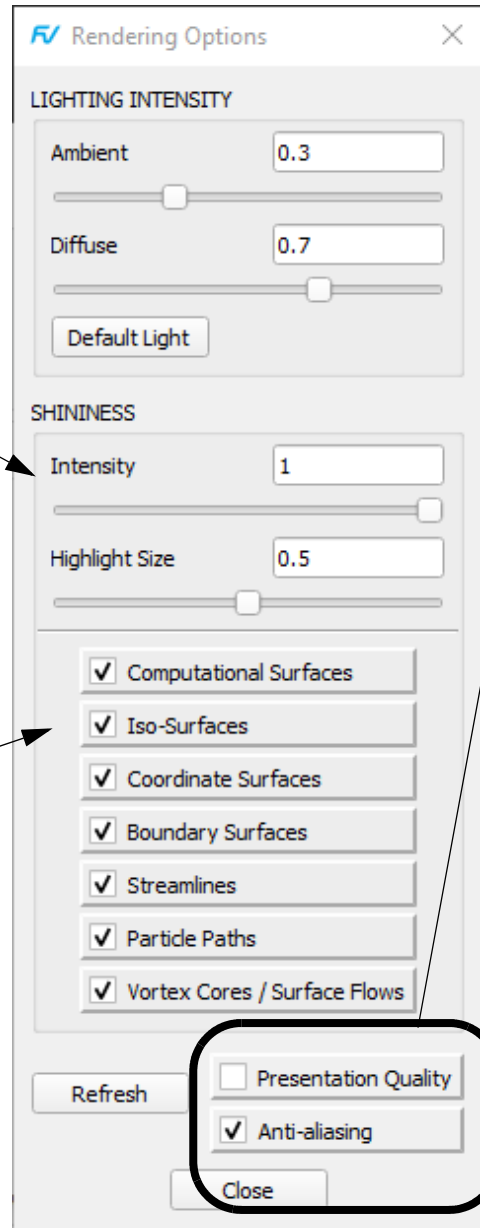 FV Rendering Options
LIGHTING INTENSITY
Ambient 0.3
Diffuse 0.7
Default Light
SHININESS
Intensity 1
Highlight Size 0.5
Computational Surfaces
Iso-Surfaces
Coordinate Surfaces
Boundary Surfaces
Streamlines
Particle Paths
Vortex Cores / Surface Flows
Presentation Quality
Refresh
Anti-aliasing
Close